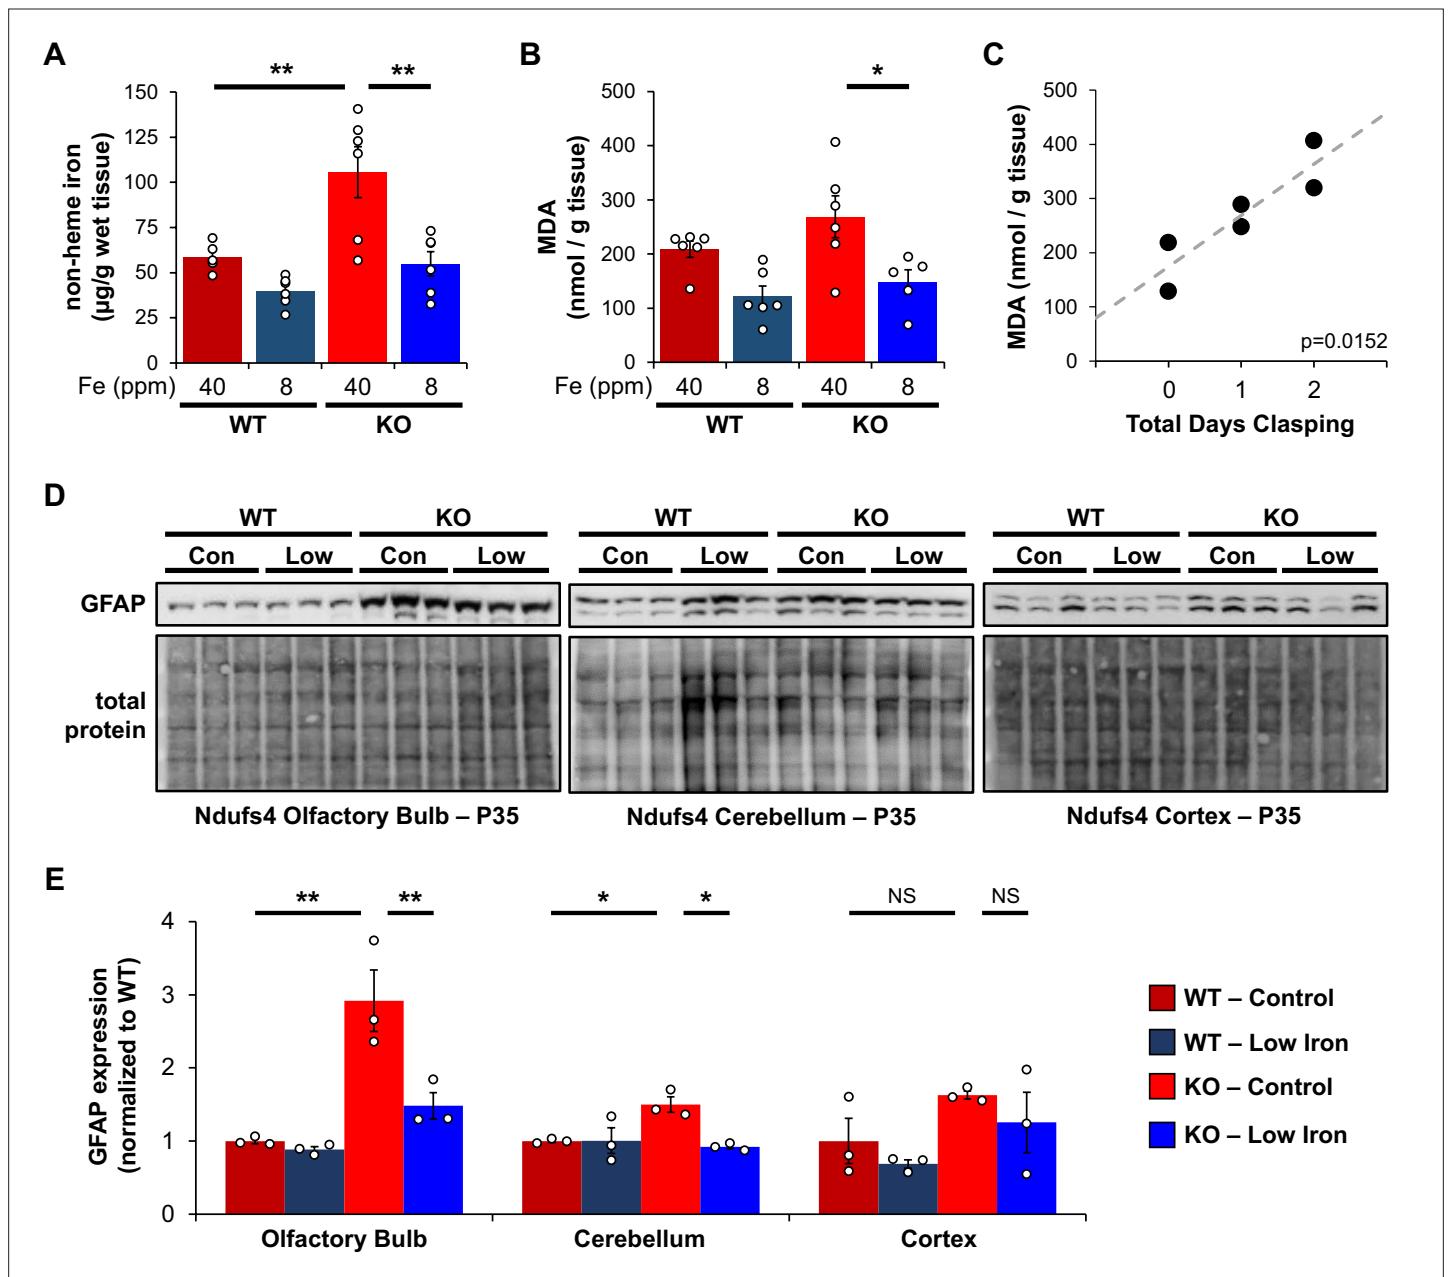 A
**
**
non-heme iron
(µg/g wet tissue)
150
125
100
75
50
25
0
Fe (ppm)
40
8
40
8
WT
KO
B
*
MDA
(nmol / g tissue)
500
400
300
200
100
0
Fe (ppm)
40
8
40
8
WT
KO
C
MDA (nmol / g tissue)
500
400
300
200
100
0
p=0.0152
0
1
2
Total Days Clasping
D
WT
KO
Con
Low
Con
Low
WT
KO
Con
Low
Con
Low
WT
KO
Con
Low
Con
Low
GFAP
total
protein
Ndufs4 Olfactory Bulb – P35
Ndufs4 Cerebellum – P35
Ndufs4 Cortex – P35
E
**
**
*
*
NS
NS
GFAP expression
(normalized to WT)
4
3
2
1
0
Olfactory Bulb
Cerebellum
Cortex
WT – Control
WT – Low Iron
KO – Control
KO – Low Iron